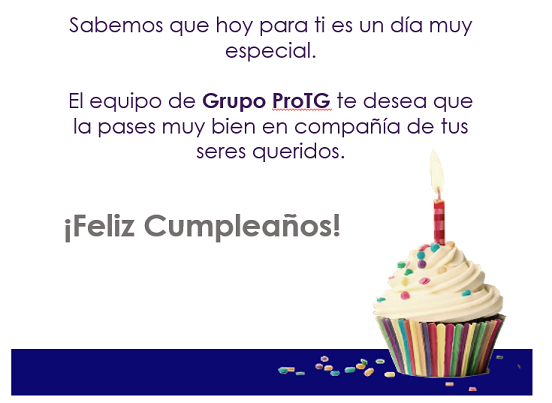 Sabemos que hoy para ti es un día muy
especial.
El equipo de Grupo ProTG te desea que
la pases muy bien en compañía de tus
seres queridos.
¡Feliz Cumpleaños!